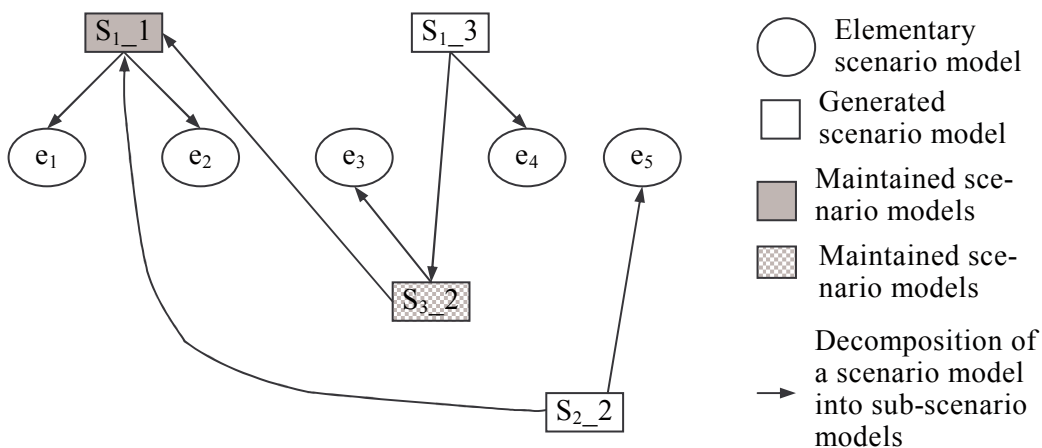 S₁_1
S₁_3
e₁
e₂
e₃
e₄
e₅
S₃_2
S₂_2
Elementary
scenario model
Generated
scenario model
Maintained sce-
nario models
Maintained sce-
nario models
Decomposition of
a scenario model
into sub-scenario
models